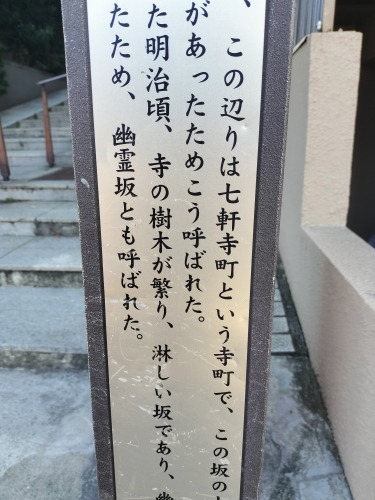 、この辺りは七軒寺町という寺町で、この坂の
があったためこう呼ばれた。
た明治頃、寺の樹木が繁り、淋しい坂であり、幽
たため、幽霊坂とも呼ばれた。